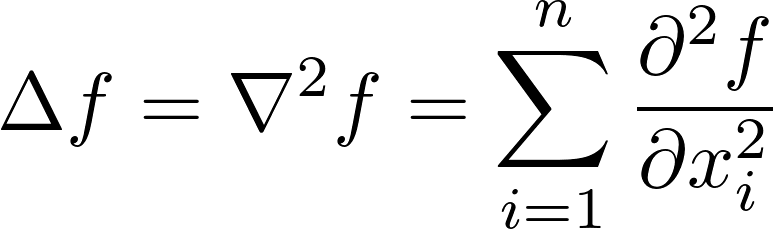 Δf = ∇²f = ∑_{i=1}^{n} ∂²f/∂x_i²